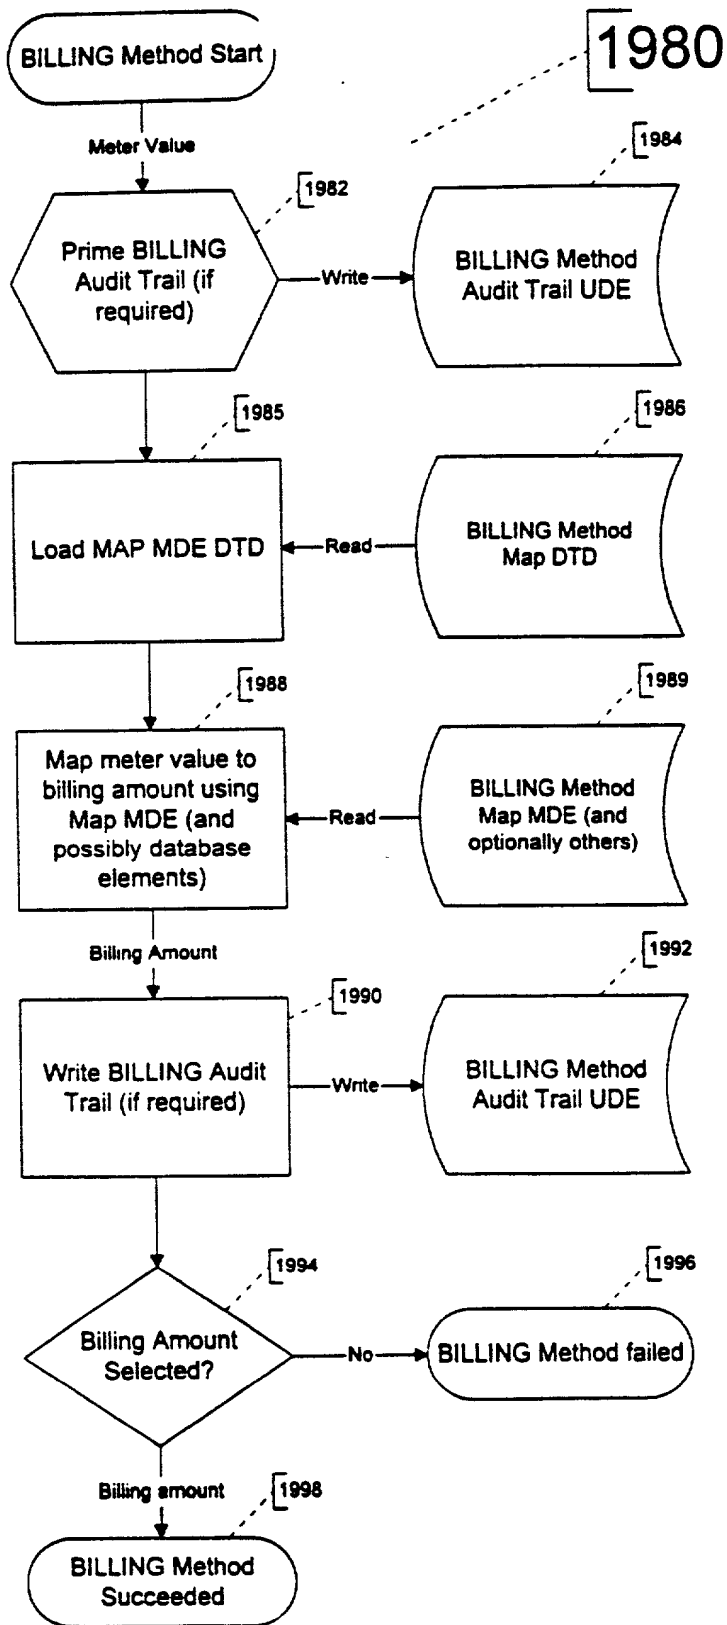 BILLING Method Start
1980
Meter Value
1982
1984
Prime BILLING
Audit Trail (if
required)
Write
BILLING Method
Audit Trail UDE
1985
1986
Load MAP MDE DTD
Read
BILLING Method
Map DTD
1988
1989
Map meter value to
billing amount using
Map MDE (and
possibly database
elements)
Read
BILLING Method
Map MDE (and
optionally others)
Billing Amount
1990
1992
Write BILLING Audit
Trail (if required)
Write
BILLING Method
Audit Trail UDE
1994
1996
Billing Amount
Selected?
No
BILLING Method failed
Billing amount
1998
BILLING Method
Succeeded